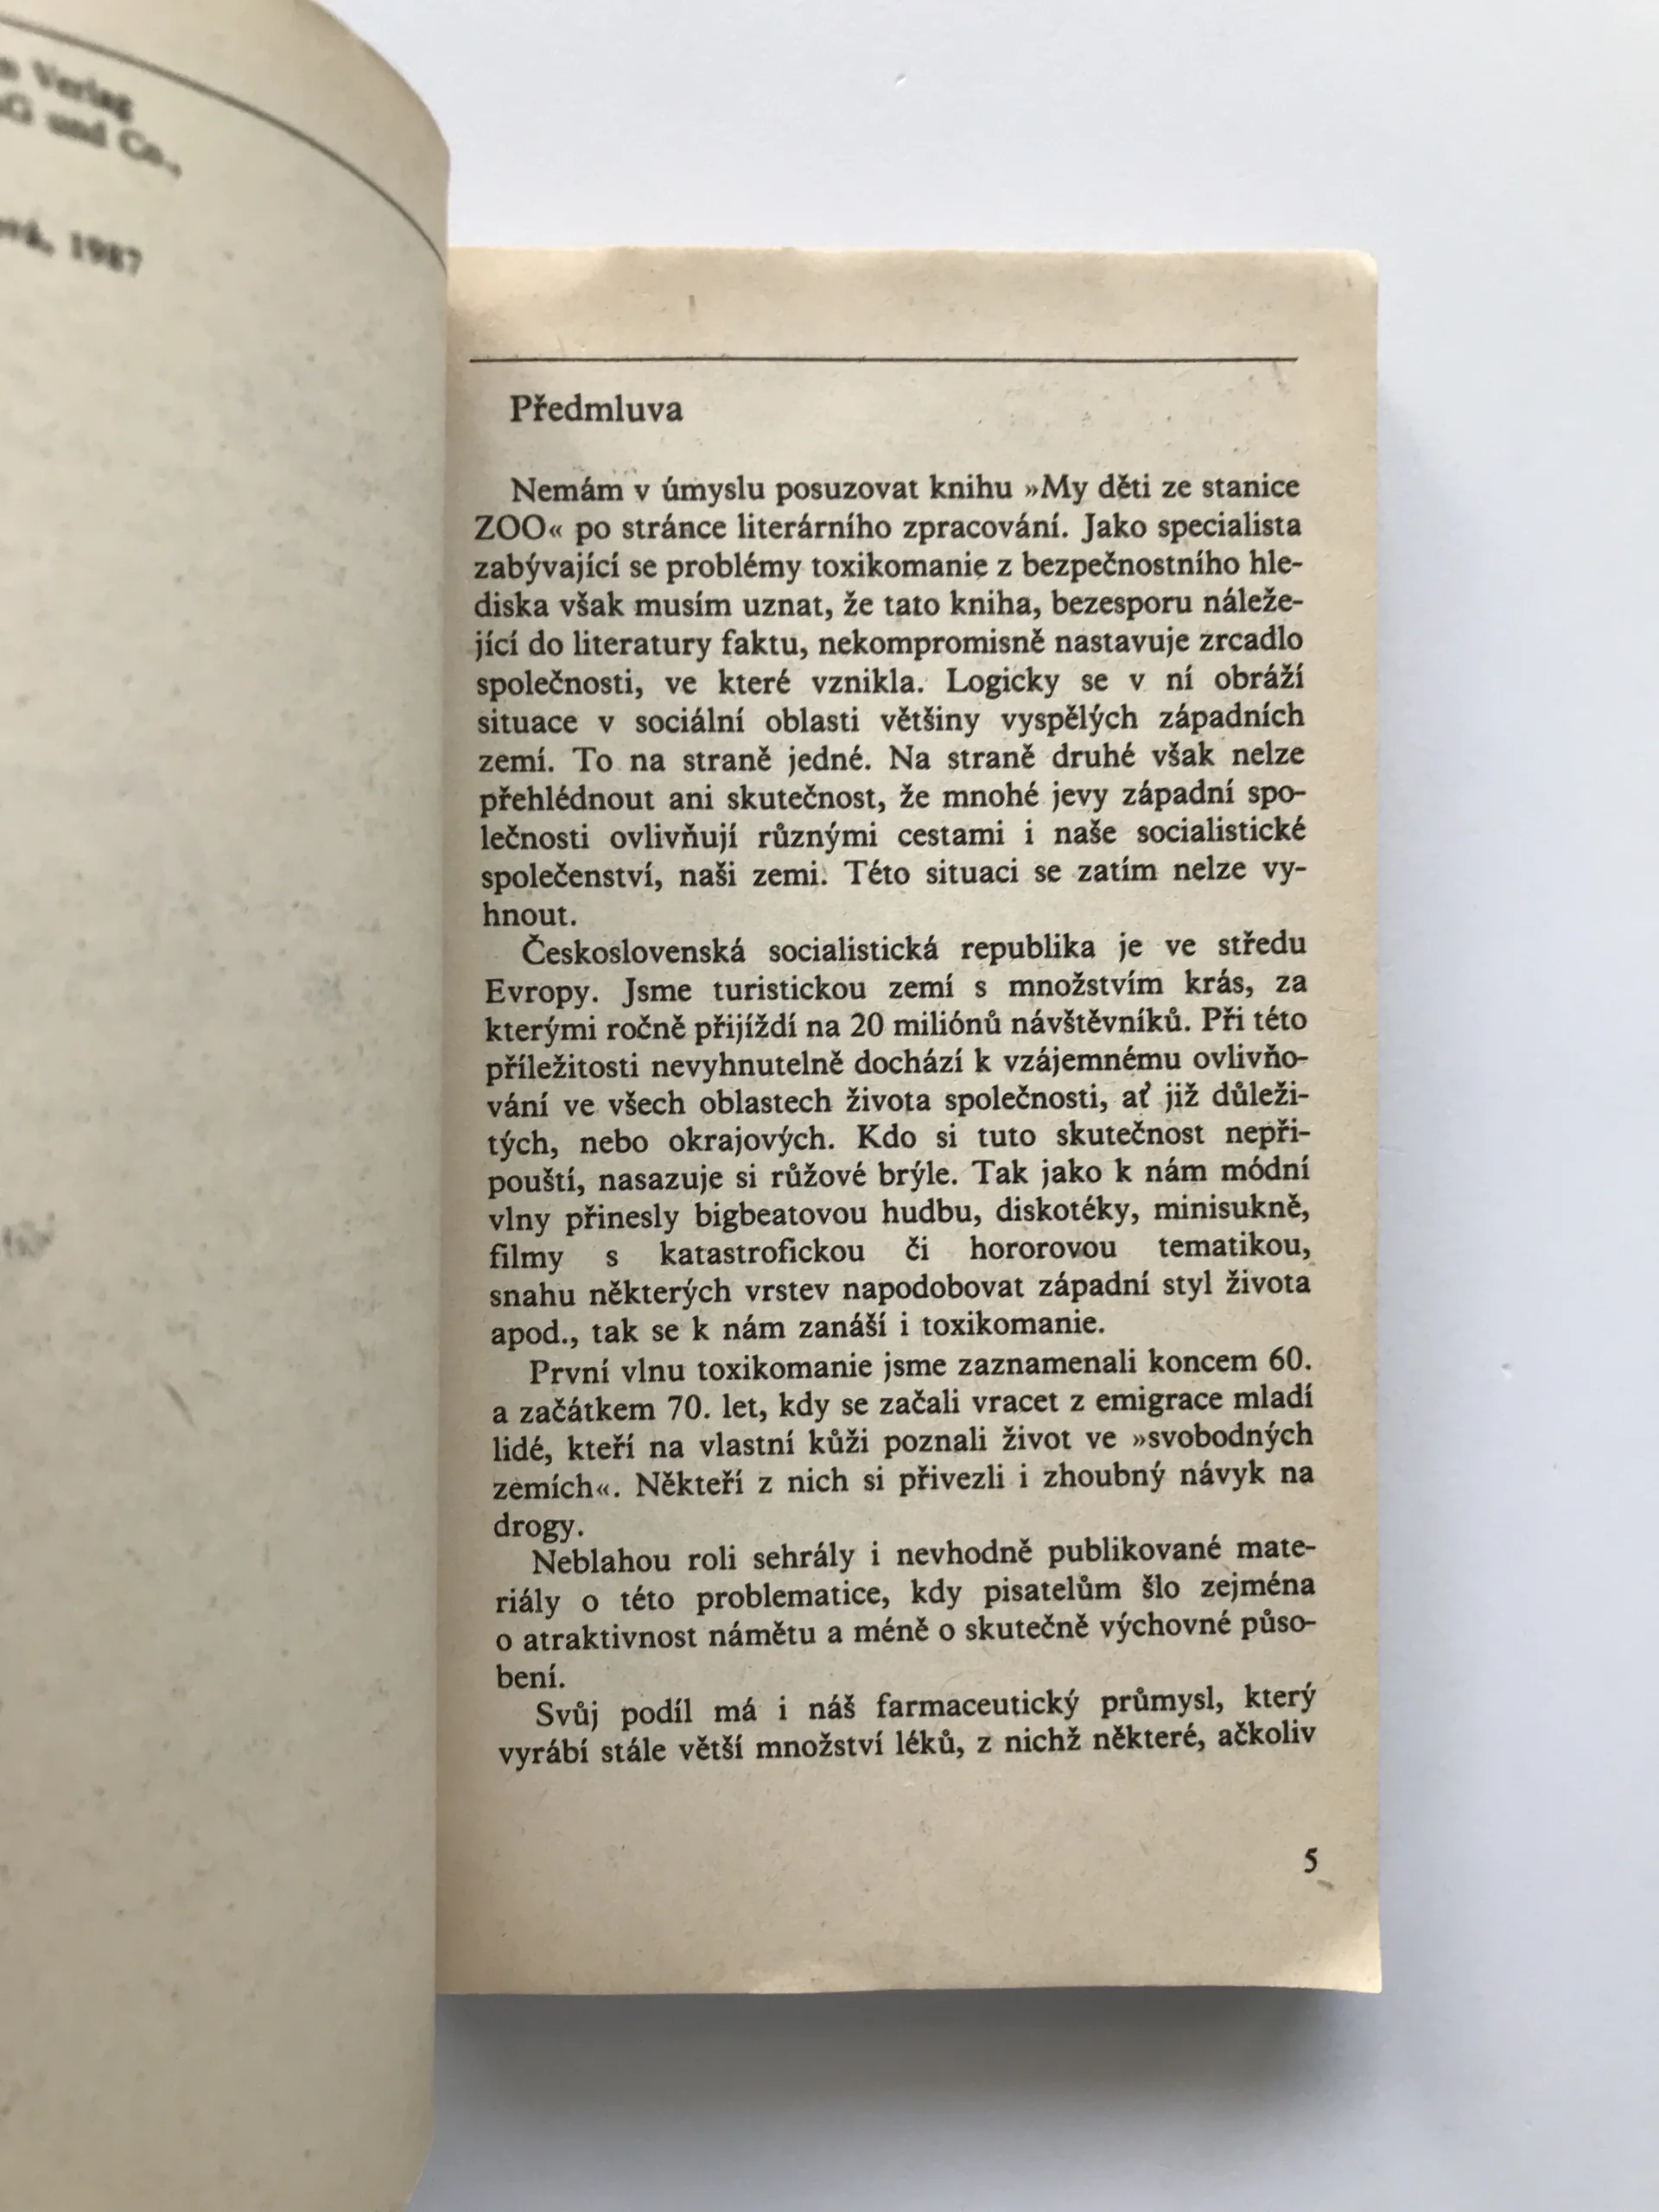 Verlag
und Co.,
1987
Předmluva
Nemám v úmyslu posuzovat knihu »My děti ze stanice
ZOO« po stránce literárního zpracování. Jako specialista
zabývající se problémy toxikomanie z bezpečnostního hle-
diska však musím uznat, že tato kniha, bezesporu náleže-
jící do literatury faktu, nekompromisně nastavuje zrcadlo
společnosti, ve které vznikla. Logicky se v ní obráží
situace v sociální oblasti většiny vyspělých západních
zemí. To na straně jedné. Na straně druhé však nelze
přehlédnout ani skutečnost, že mnohé jevy západní spo-
lečnosti ovlivňují různými cestami i naše socialistické
společenství, naši zemi. Této situaci se zatím nelze vy-
hnout.
Československá socialistická republika je ve středu
Evropy. Jsme turistickou zemí s množstvím krás, za
kterými ročně přijíždí na 20 miliónů návštěvníků. Při této
příležitosti nevyhnutelně dochází k vzájemnému ovlivňo-
vání ve všech oblastech života společnosti, ať již důleži-
tých, nebo okrajových. Kdo si tuto skutečnost nepři-
pouští, nasazuje si růžové brýle. Tak jako k nám módní
vlny přinesly bigbeatovou hudbu, diskotéky, minisukně,
filmy s katastrofickou či hororovou tematikou,
snahu některých vrstev napodobovat západní styl života
apod., tak se k nám zanáší i toxikomanie.
První vlnu toxikomanie jsme zaznamenali koncem 60.
a začátkem 70. let, kdy se začali vracet z emigrace mladí
lidé, kteří na vlastní kůži poznali život ve »svobodných
zemích«. Někteří z nich si přivezli i zhoubný návyk na
drogy.
Neblahou roli sehrály i nevhodně publikované mate-
riály o této problematice, kdy pisatelům šlo zejména
o atraktivnost námětu a méně o skutečně výchovné půso-
bení.
Svůj podíl má i náš farmaceutický průmysl, který
vyrábí stále větší množství léků, z nichž některé, ačkoliv
5